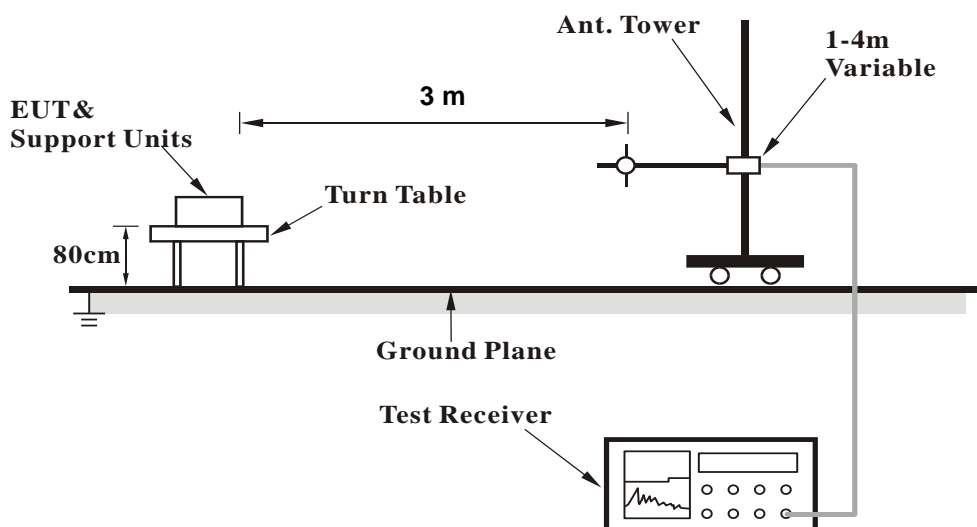 Ant. Tower
1-4m
Variable
3 m
EUT&
Support Units
Turn Table
80cm
Ground Plane
Test Receiver